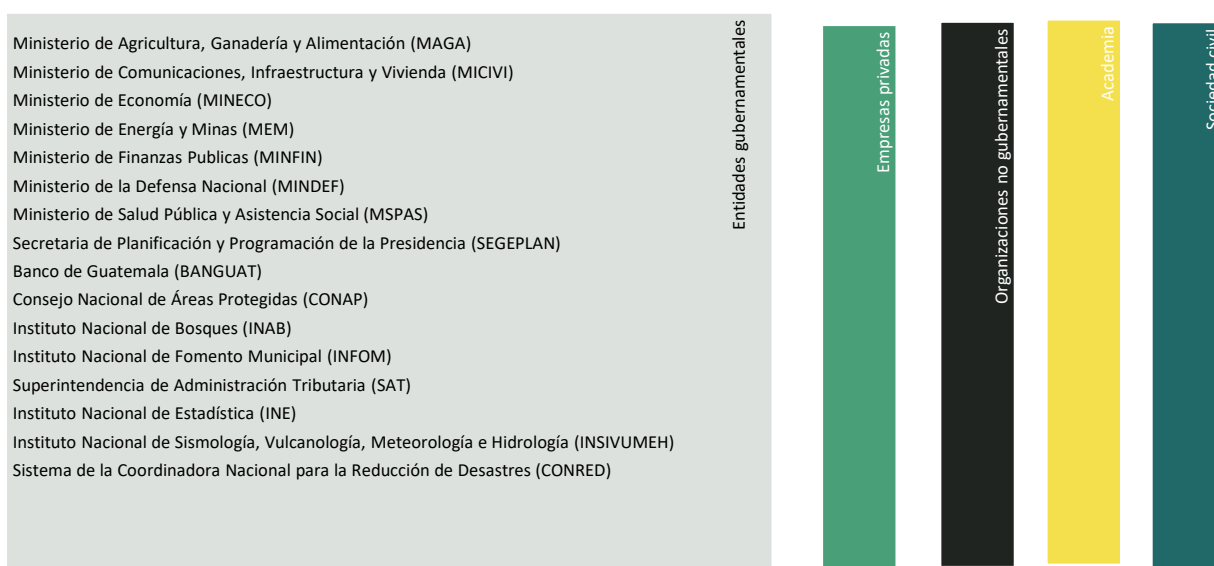 Ministerio de Agricultura, Ganadería y Alimentación (MAGA)
Ministerio de Comunicaciones, Infraestructura y Vivienda (MICIVI)
Ministerio de Economía (MINECO)
Ministerio de Energía y Minas (MEM)
Ministerio de Finanzas Publicas (MINFIN)
Ministerio de la Defensa Nacional (MINDEF)
Ministerio de Salud Pública y Asistencia Social (MSPAS)
Secretaria de Planificación y Programación de la Presidencia (SEGEPLAN)
Banco de Guatemala (BANGUAT)
Consejo Nacional de Áreas Protegidas (CONAP)
Instituto Nacional de Bosques (INAB)
Instituto Nacional de Fomento Municipal (INFOM)
Superintendencia de Administración Tributaria (SAT)
Instituto Nacional de Estadística (INE)
Instituto Nacional de Sismología, Vulcanología, Meteorología e Hidrología (INSIVUMEH)
Sistema de la Coordinadora Nacional para la Reducción de Desastres (CONRED)
Entidades gubernamentales
Empresas privadas
Organizaciones no gubernamentales
Academia
Sociedad civil